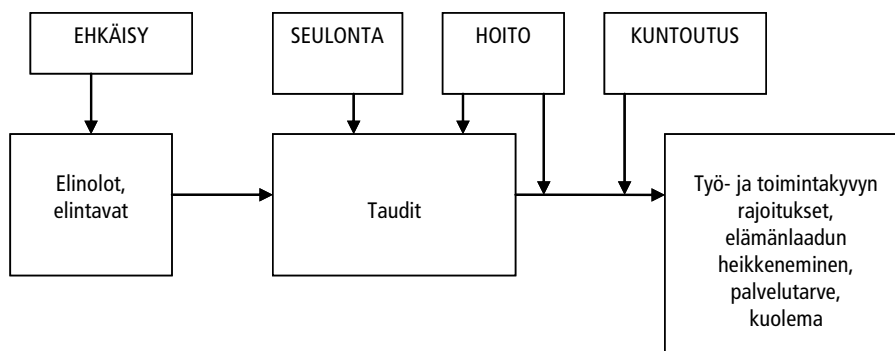 EHKÄISY
SEULONTA
HOITO
KUNTOUTUS
Elinolot,
elintavat
Taudit
Työ- ja toimintakyvyn
rajoitukset,
elämänlaadun
heikkeneminen,
palvelutarve,
kuolema